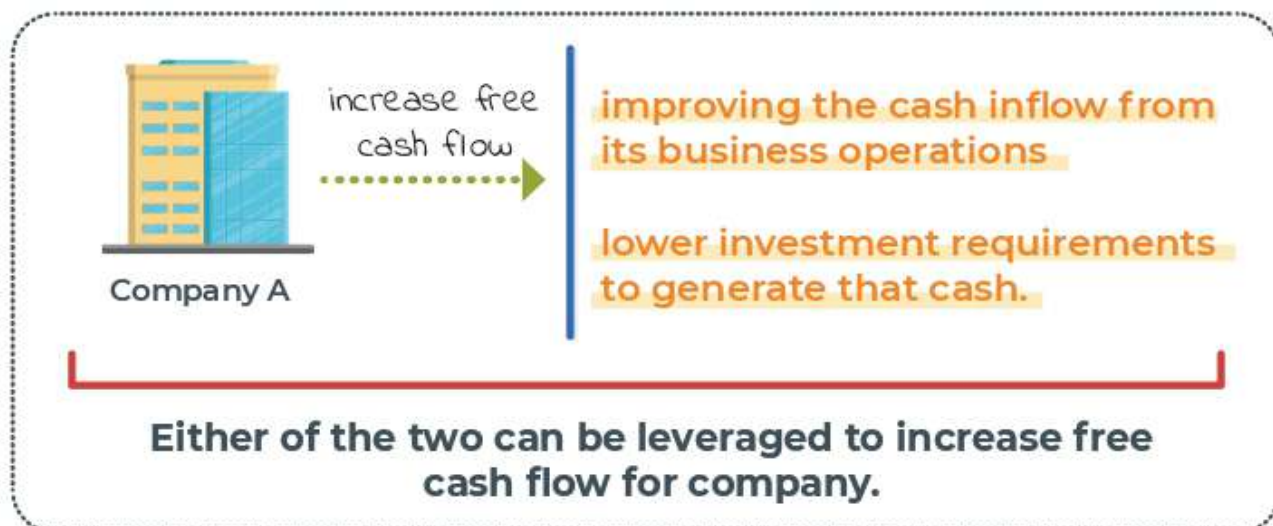 increase free
cash flow
Company A
improving the cash inflow from
its business operations
lower investment requirements
to generate that cash.
Either of the two can be leveraged to increase free
cash flow for company.